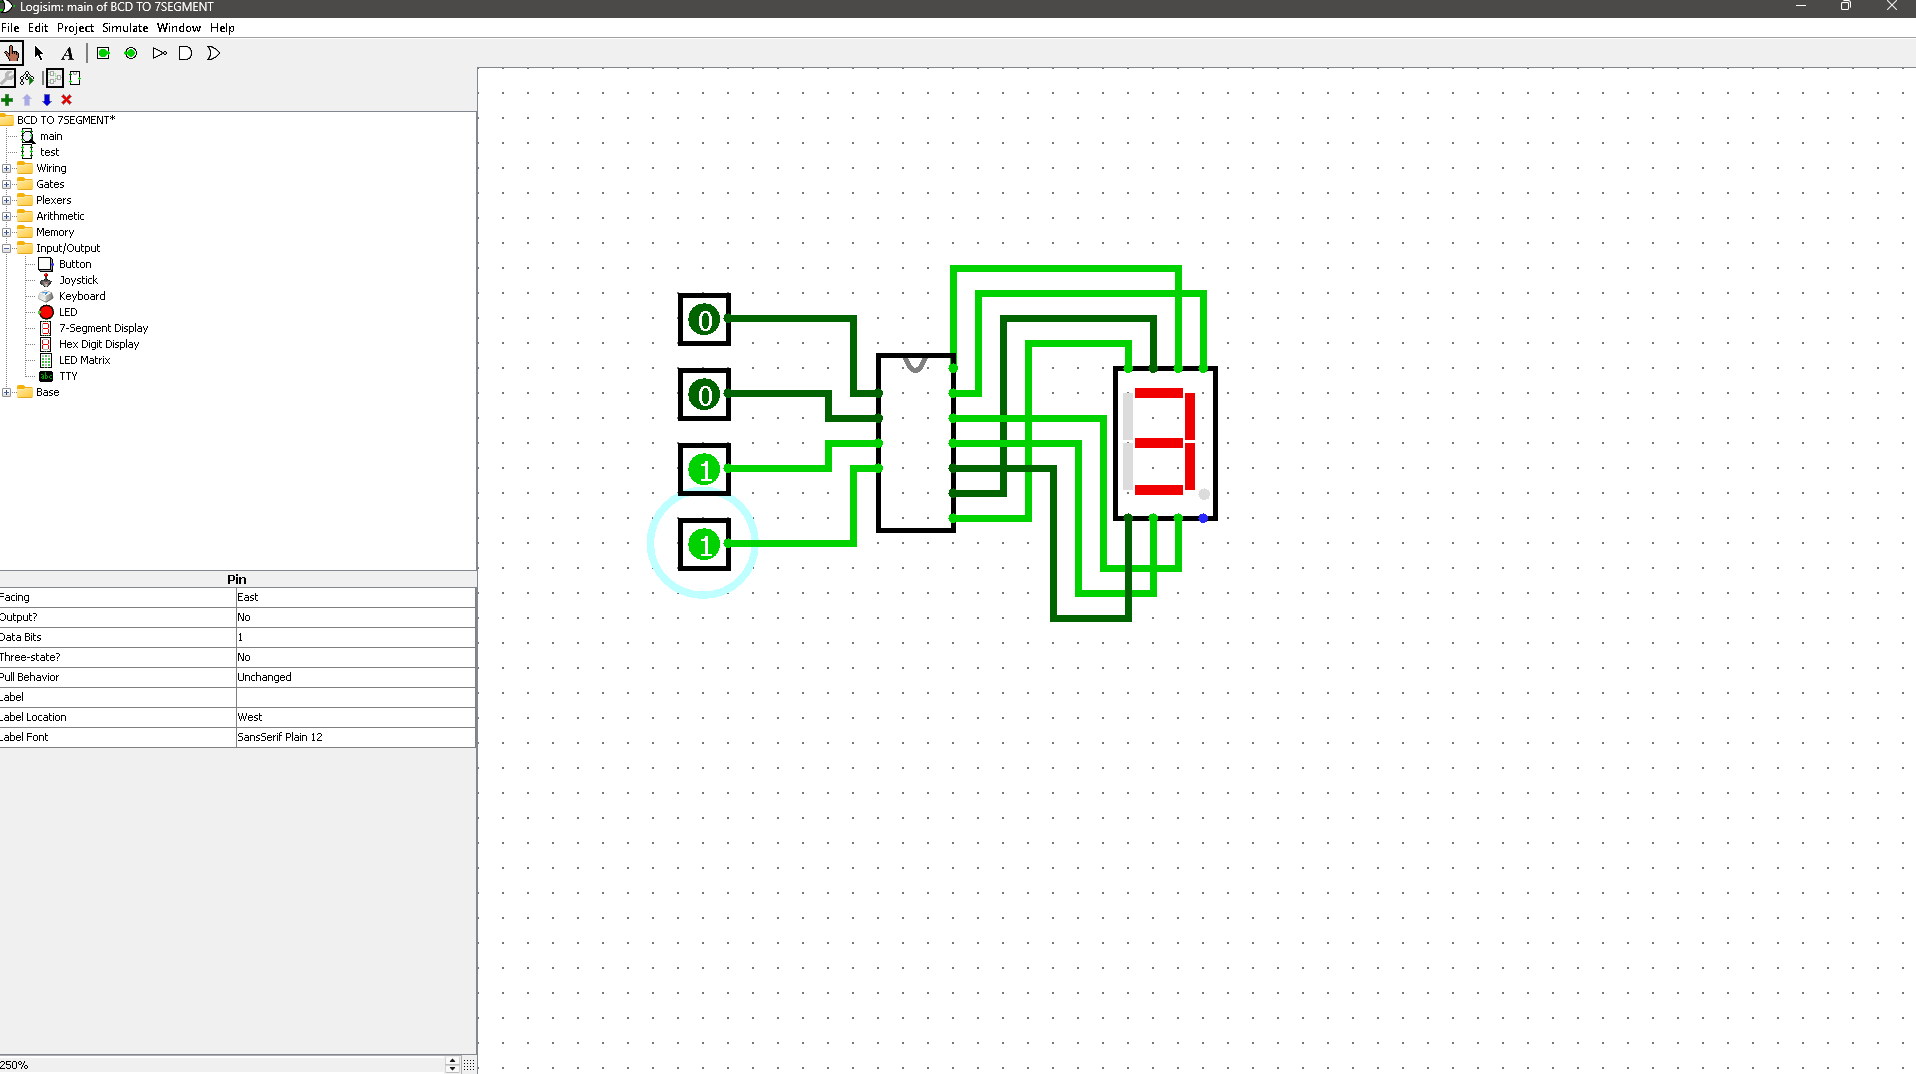 Logisim: main of BCD TO 7SEGMENT
File Edit Project Simulate Window Help
A
BCD TO 7SEGMENT*
main
test
Wiring
Gates
Plexers
Arithmetic
Memory
Input/Output
Button
Joystick
Keyboard
LED
7-Segment Display
Hex Digit Display
LED Matrix
TTY
Base
0
0
1
1
Pin
Facing East
Output? No
Data Bits 1
Three-state? No
Pull Behavior Unchanged
Label
Label Location West
Label Font SansSerif Plain 12
250%